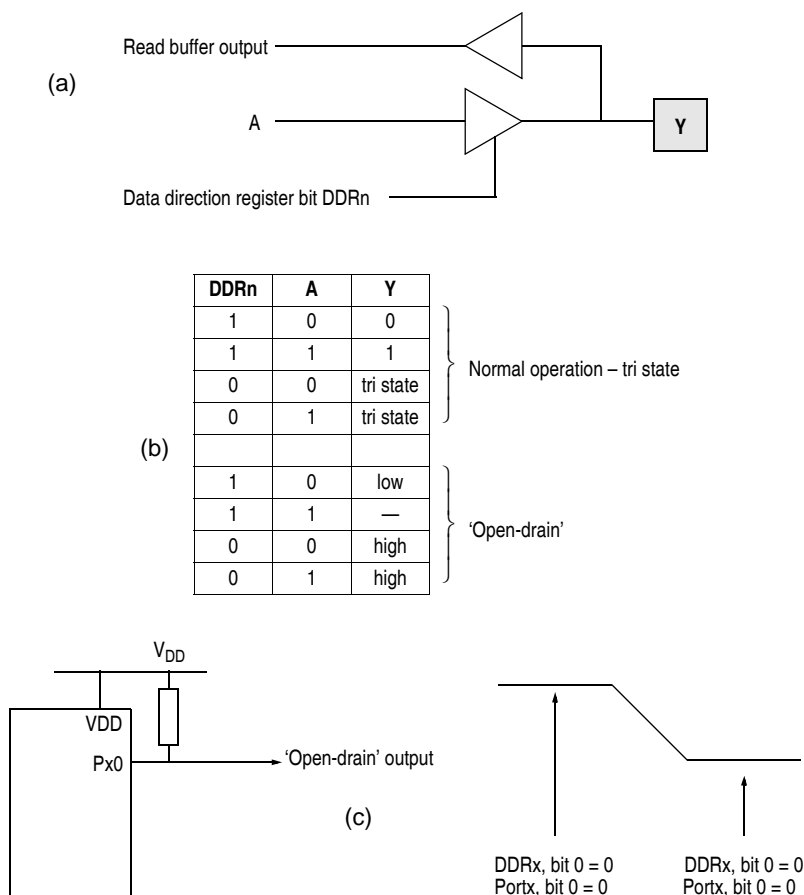 Read buffer output
(a)
A
Y
Data direction register bit DDRn
DDRn A Y
1 0 0
1 1 1
0 0 tri state
0 1 tri state
Normal operation – tri state
(b)
1 0 low
1 1 —
0 0 high
0 1 high
'Open-drain'
VDD
VDD
Px0
'Open-drain' output
(c)
DDRx, bit 0 = 0
Portx, bit 0 = 0
DDRx, bit 0 = 0
Portx, bit 0 = 0